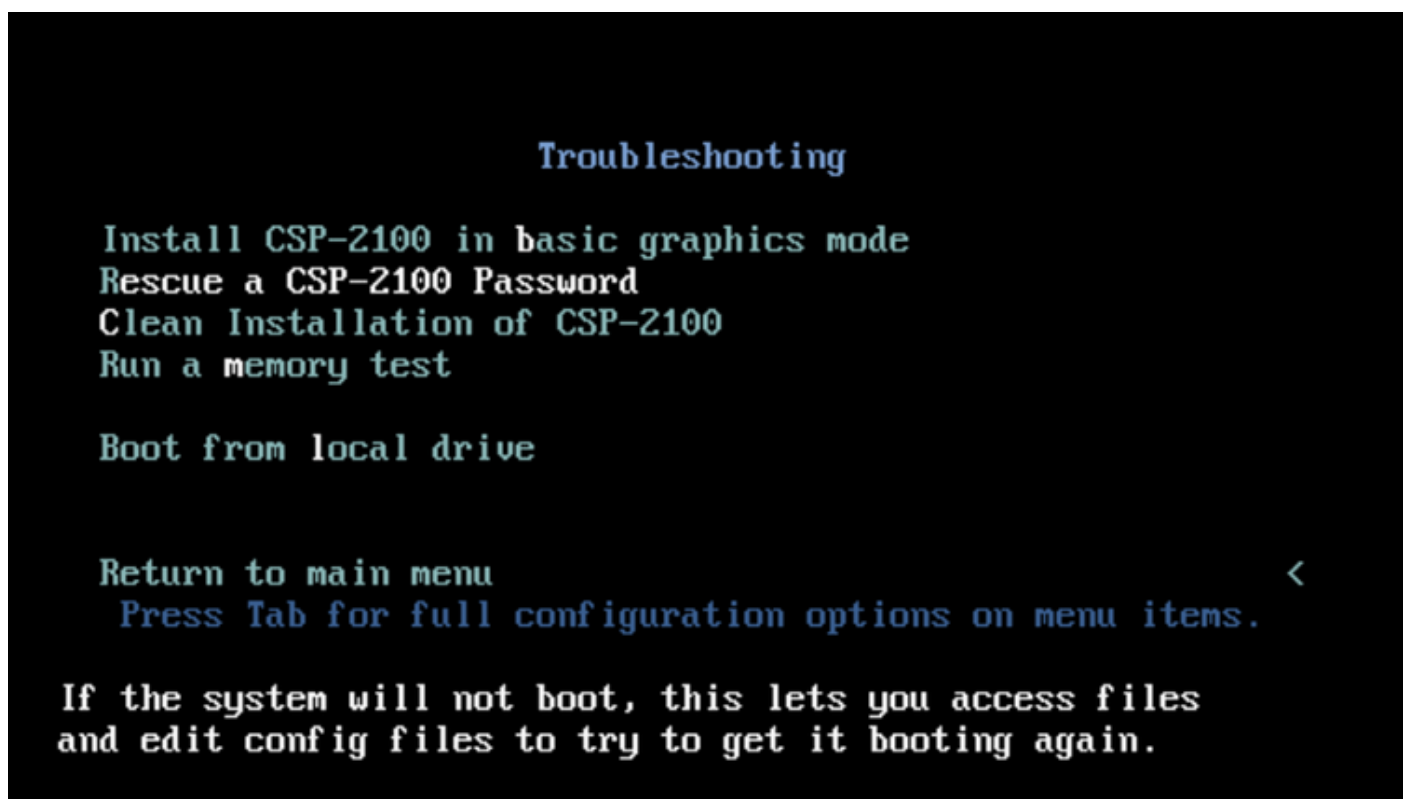 Troubleshooting
Install CSP-2100 in basic graphics mode
Rescue a CSP-2100 Password
Clean Installation of CSP-2100
Run a memory test
Boot from local drive
Return to main menu <
Press Tab for full configuration options on menu items.
If the system will not boot, this lets you access files
and edit config files to try to get it booting again.